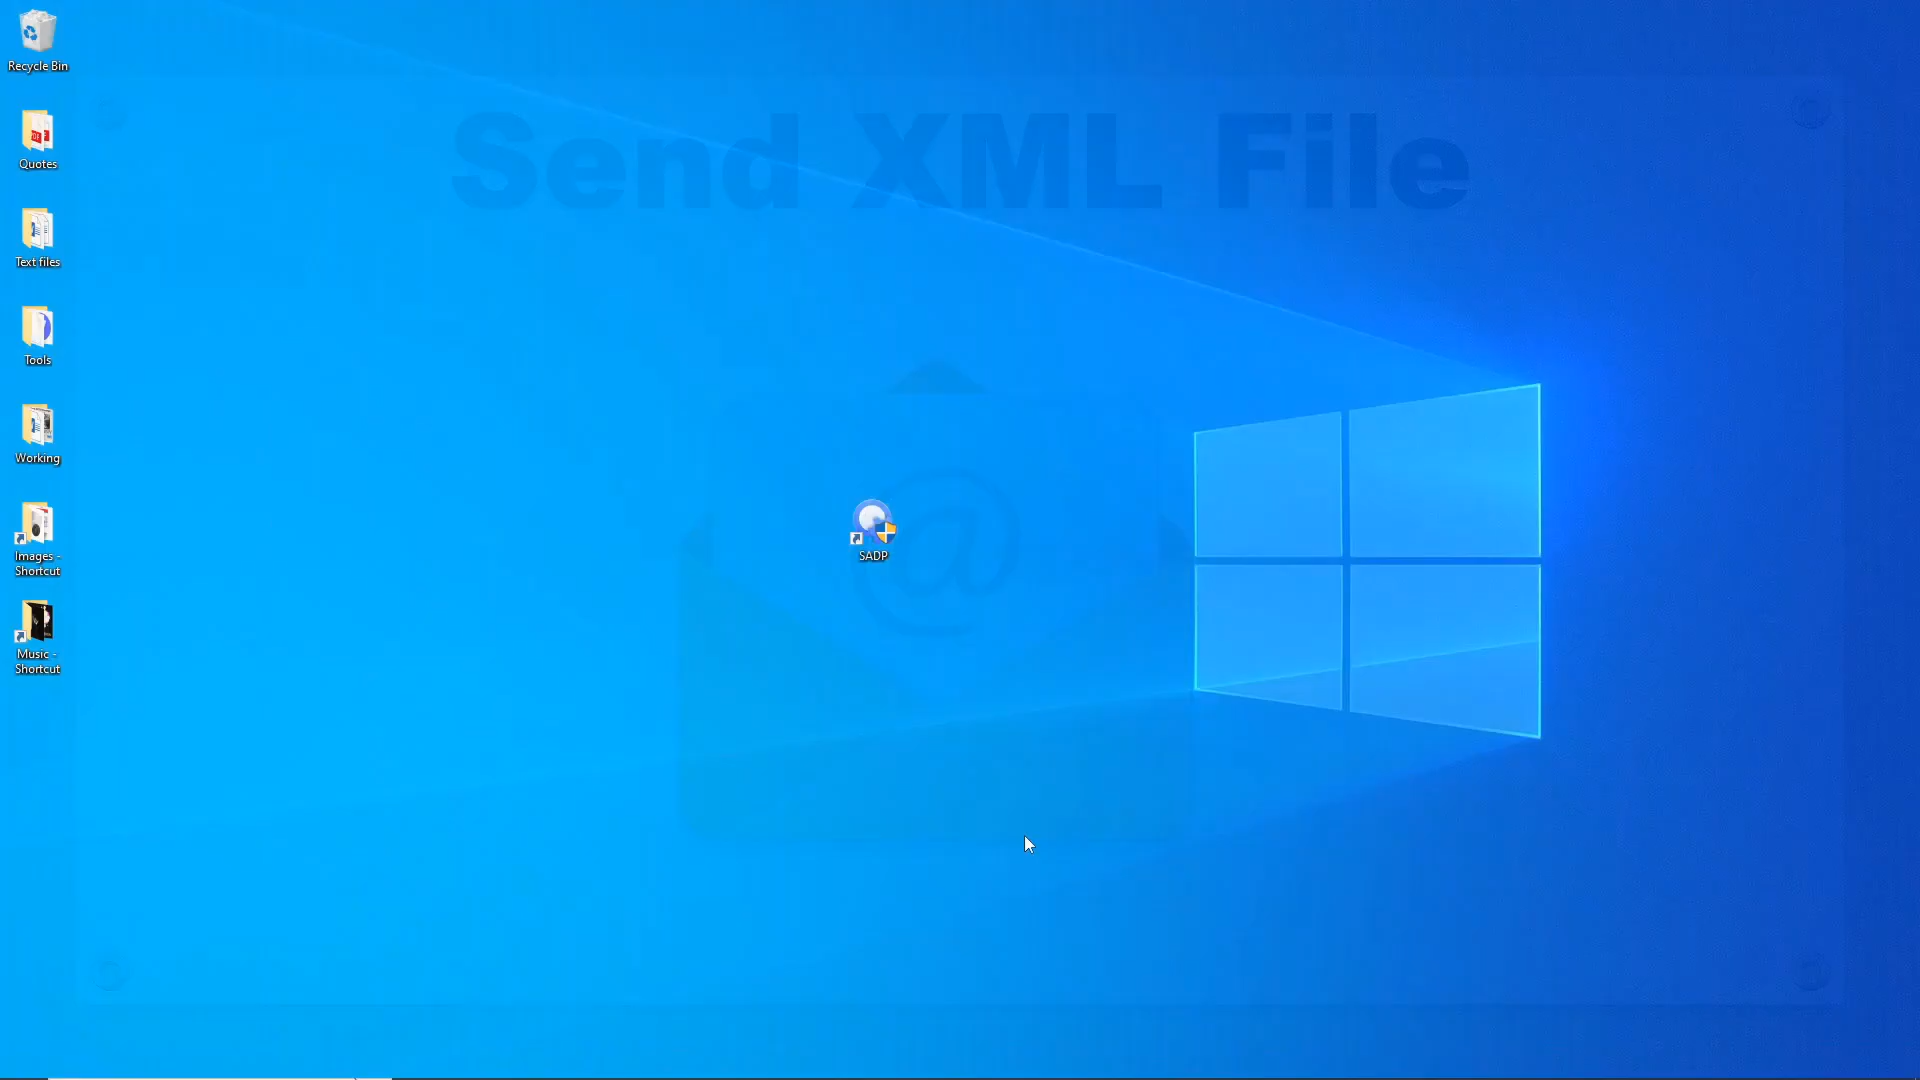 Recycle Bin
Send XML File
Quotes
Text files
Tools
Working
Images -
Shortcut
SADP
@
Music -
Shortcut